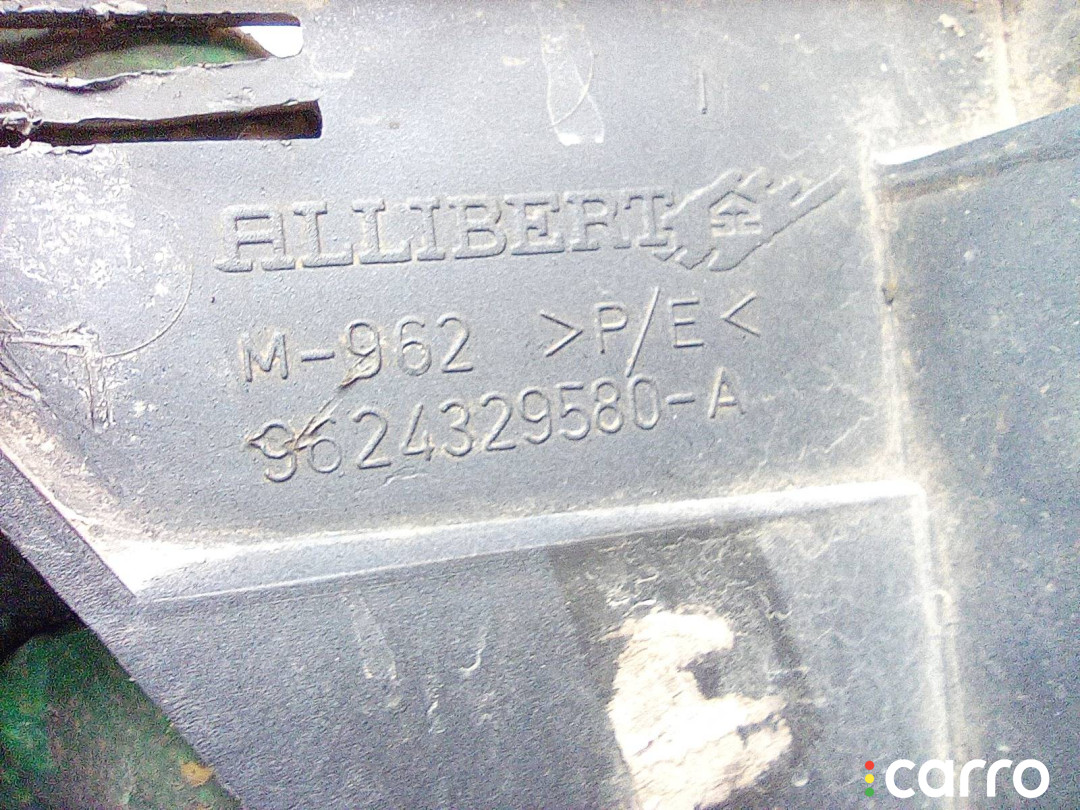 ALLIBERT
M-962 >P/E<
9624329580-A
carro